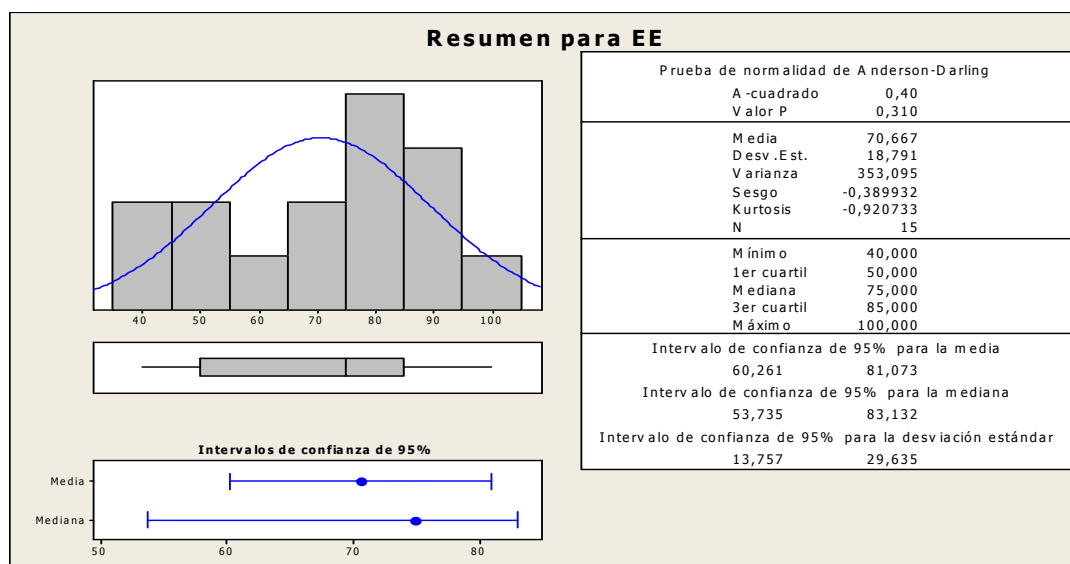 Resumen para EE
40 50 60 70 80 90 100
Intervalos de confianza de 95%
Media
Mediana
50 60 70 80
Prueba de normalidad de Anderson-Darling
A-cuadrado 0,40
Valor P 0,310
Media 70,667
Desv.Est. 18,791
Varianza 353,095
Sesgo -0,389932
Kurtosis -0,920733
N 15
Mínimo 40,000
1er cuartil 50,000
Mediana 75,000
3er cuartil 85,000
Máximo 100,000
Intervalo de confianza de 95% para la media
60,261 81,073
Intervalo de confianza de 95% para la mediana
53,735 83,132
Intervalo de confianza de 95% para la desviación estándar
13,757 29,635